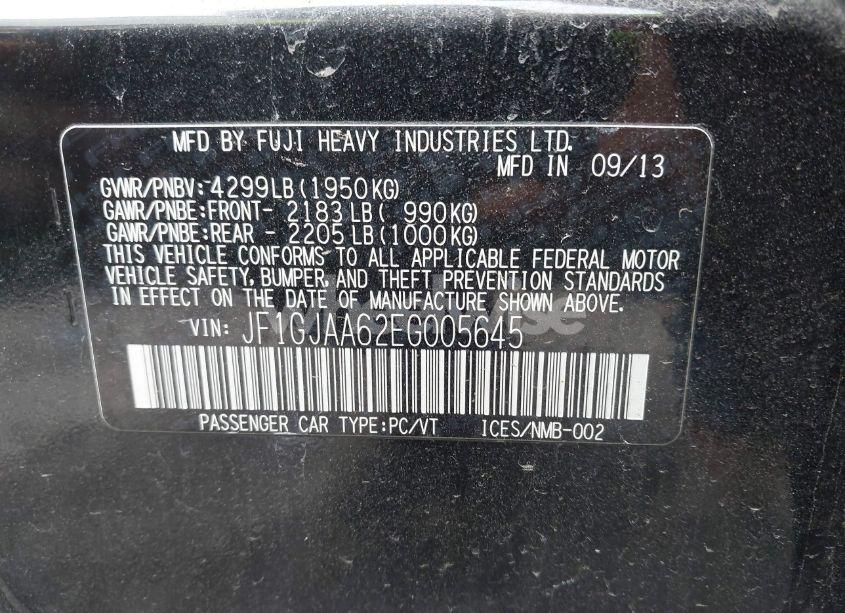 MFD BY FUJI HEAVY INDUSTRIES LTD.
MFD IN 09/13
GVWR/PNBV: 4299LB(1950KG)
GAWR/PNBE:FRONT- 2183LB( 990KG)
GAWR/PNBE:REAR - 2205LB(1000KG)
THIS VEHICLE CONFORMS TO ALL APPLICABLE FEDERAL MOTOR
VEHICLE SAFETY, BUMPER, AND THEFT PREVENTION STANDARDS
IN EFFECT ON THE DATE OF MANUFACTURE SHOWN ABOVE.
VIN: JF1GJAA62EG005645
PASSENGER CAR TYPE:PC/VT ICES/NMB-002